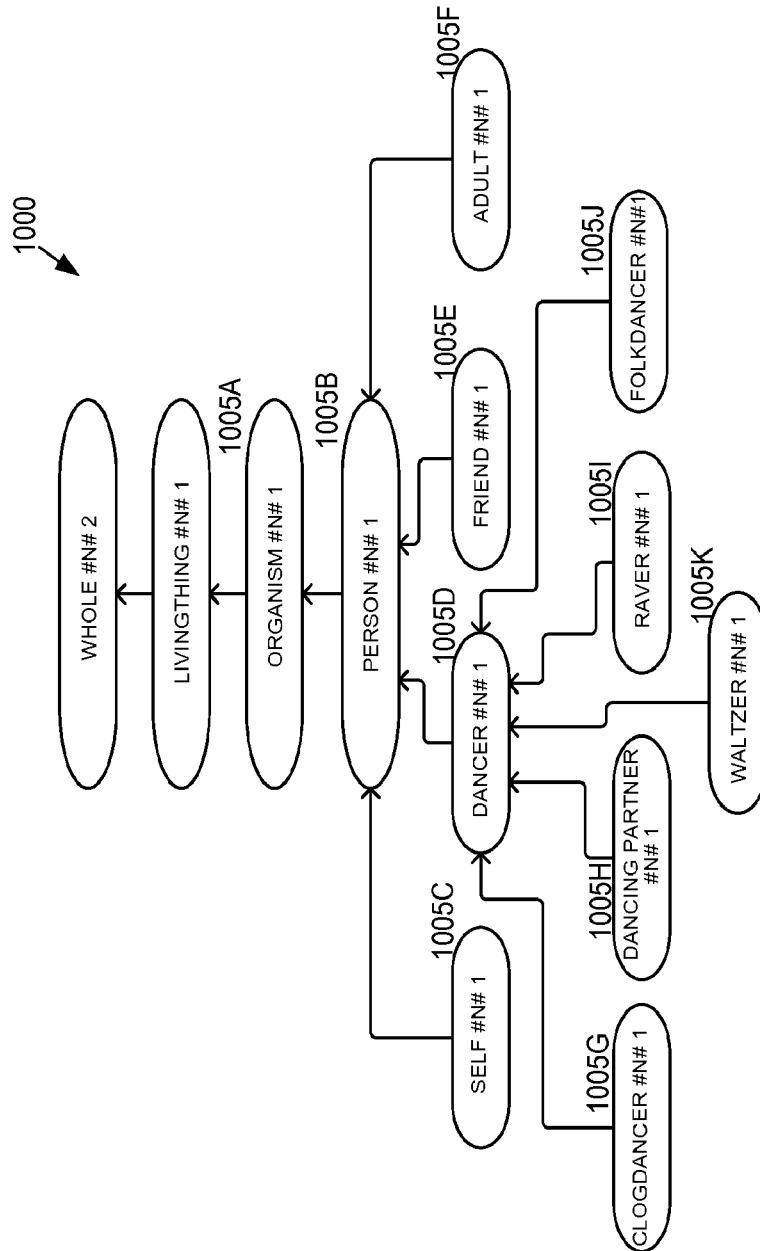 1000
WHOLE #N# 2
LIVINGTHING #N# 1
1005A
ORGANISM #N# 1
1005B
PERSON #N# 1
1005C
SELF #N# 1
1005D
DANCER #N# 1
1005E
FRIEND #N# 1
1005F
ADULT #N# 1
1005G
CLOGDANCER #N# 1
1005H
DANCING PARTNER
#N# 1
1005I
RAVER #N# 1
1005J
FOLKDANCER #N#1
1005K
WALTZER #N# 1